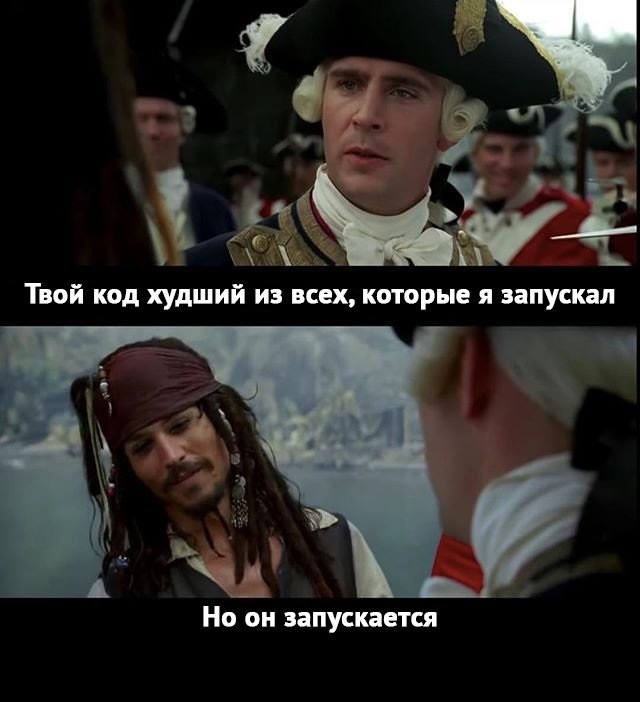 Твой код худший из всех, которые я запускал
Но он запускается